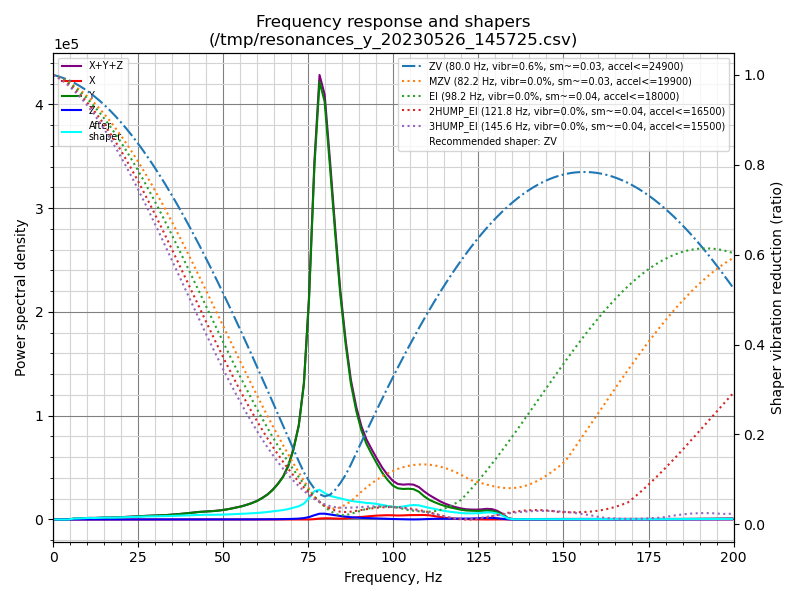 Frequency response and shapers
(/tmp/resonances_y_20230526_145725.csv)
1e5
X+Y+Z
X
Y
Z
After
shaper
ZV (80.0 Hz, vibr=0.6%, sm~=0.03, accel<=24900)
MZV (82.2 Hz, vibr=0.0%, sm~=0.03, accel<=19900)
EI (98.2 Hz, vibr=0.0%, sm~=0.04, accel<=18000)
2HUMP_EI (121.8 Hz, vibr=0.0%, sm~=0.04, accel<=16500)
3HUMP_EI (145.6 Hz, vibr=0.0%, sm~=0.04, accel<=15500)
Recommended shaper: ZV
4
3
2
1
0
Power spectral density
1.0
0.8
0.6
0.4
0.2
0.0
Shaper vibration reduction (ratio)
0 25 50 75 100 125 150 175 200
Frequency, Hz